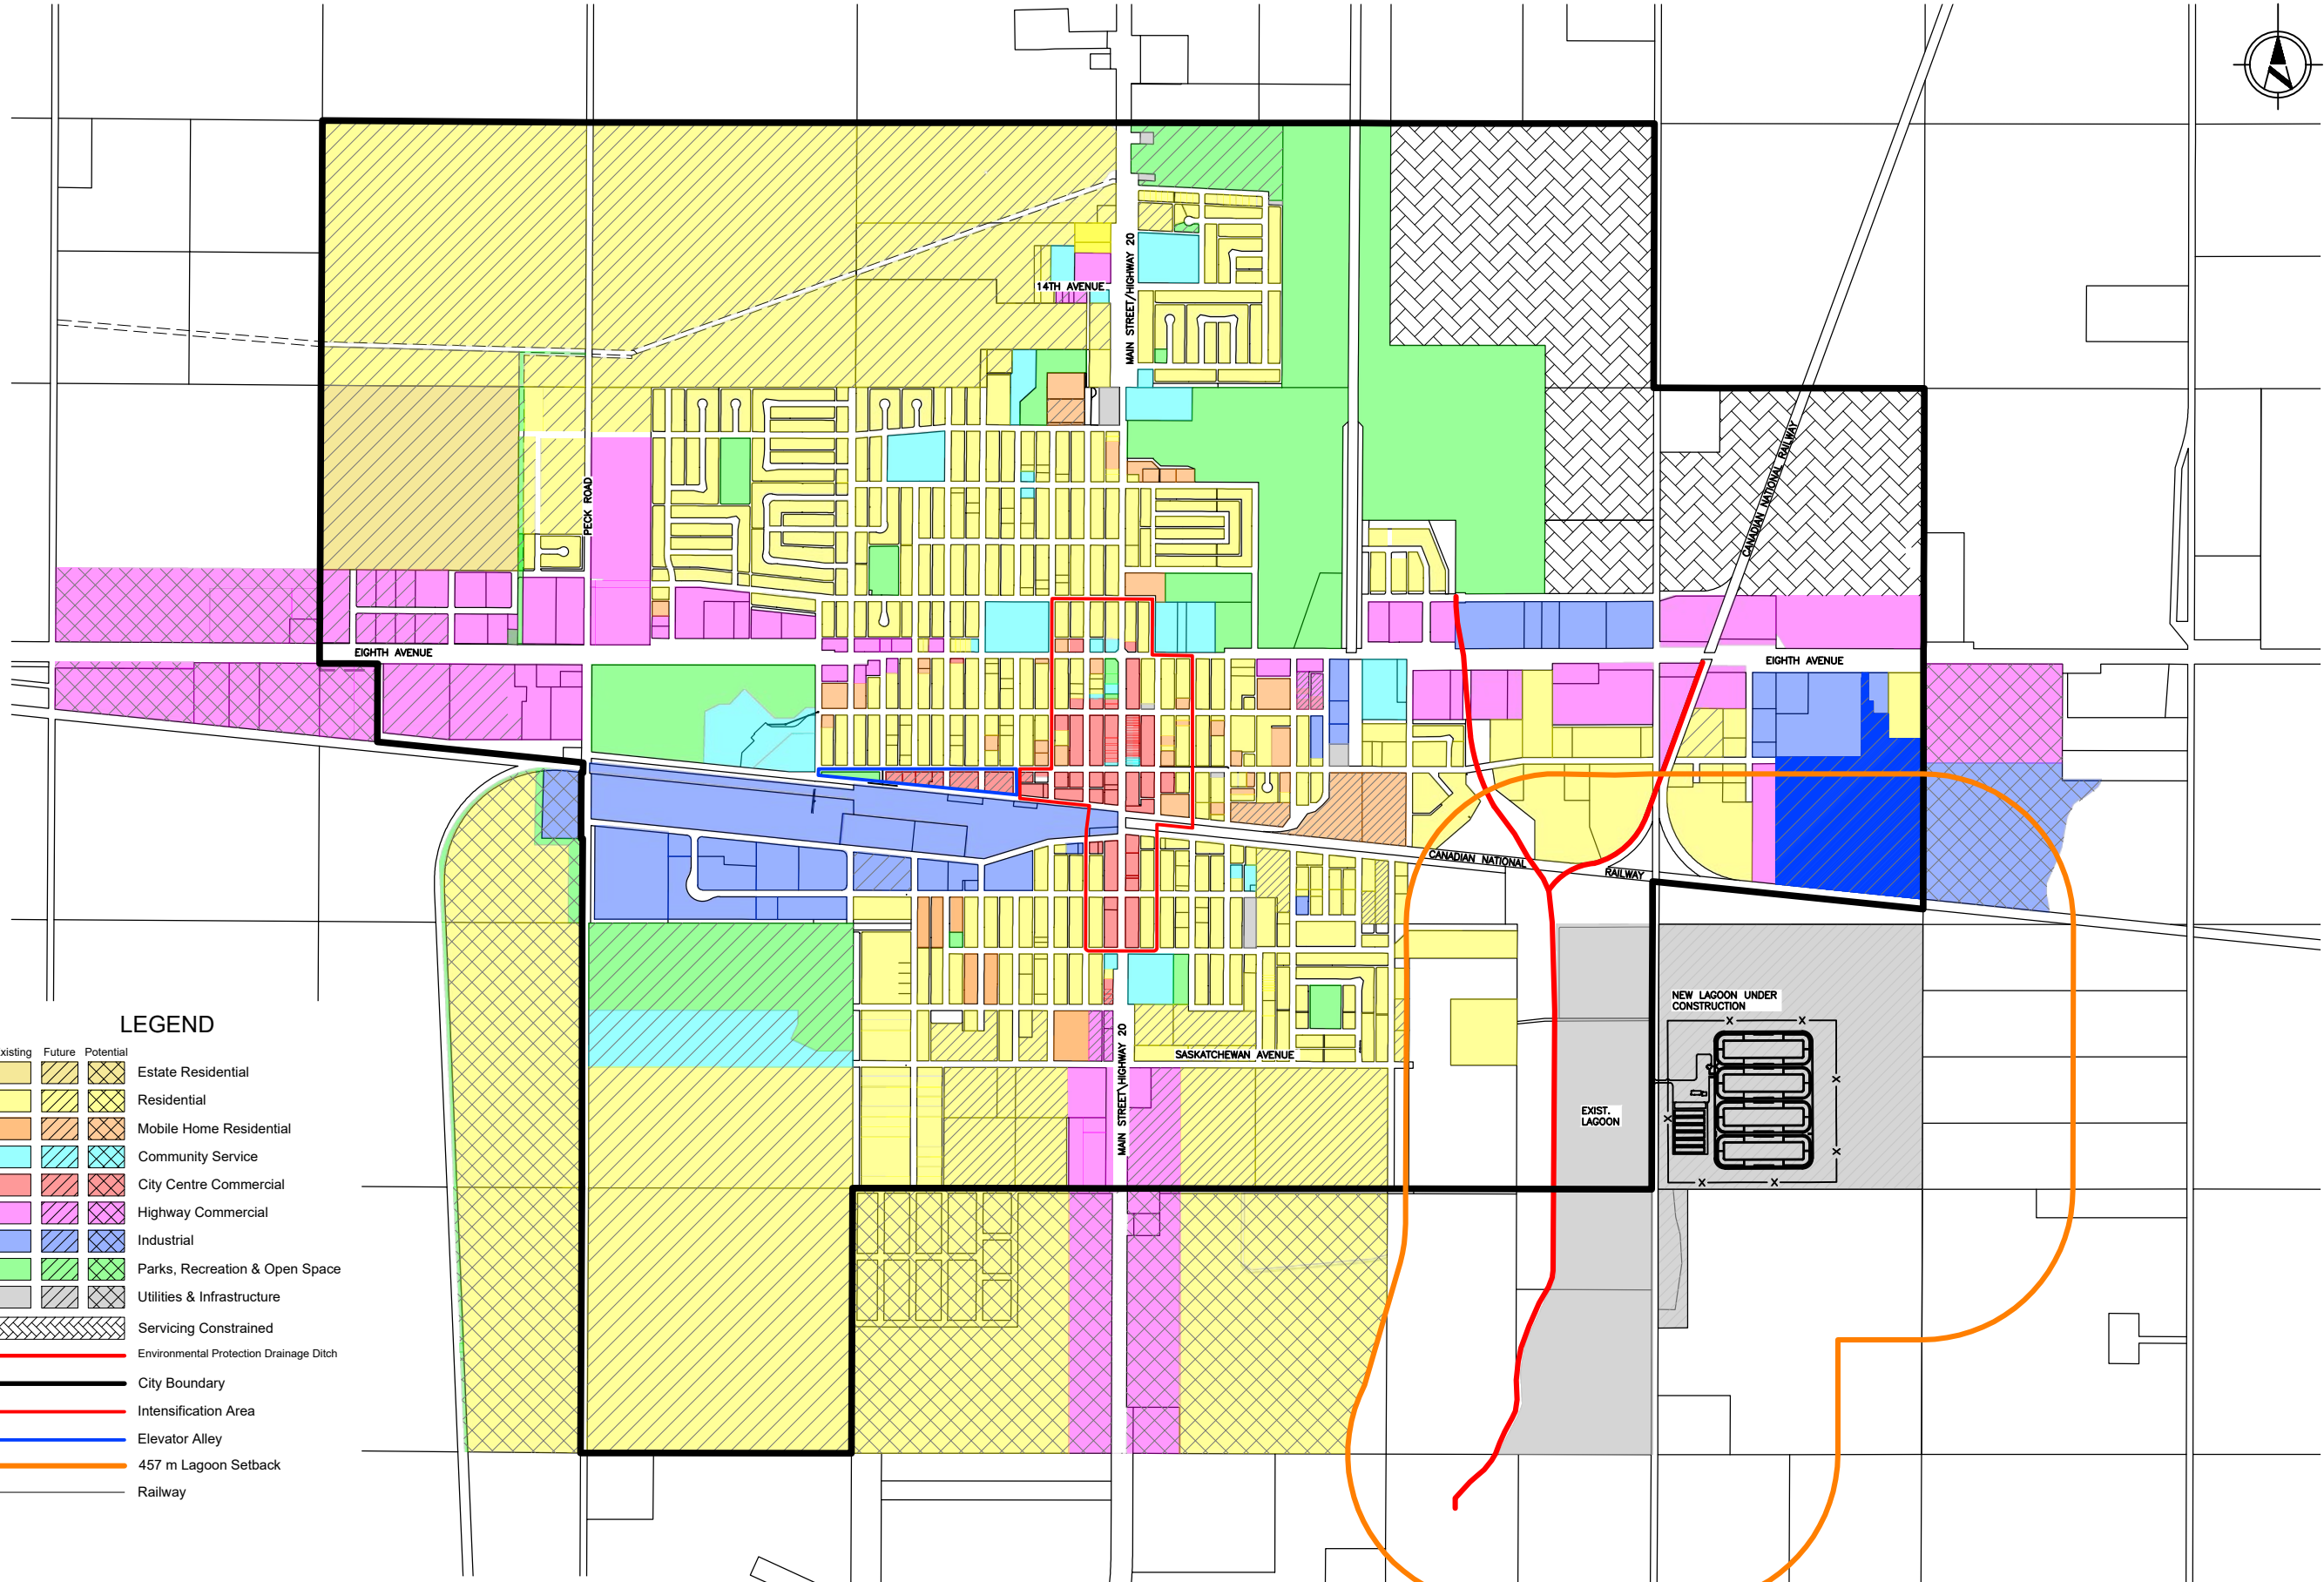 N
14TH AVENUE
MAIN STREET/HIGHWAY 20
PECK ROAD
CANADIAN NATIONAL RAILWAY
EIGHTH AVENUE
EIGHTH AVENUE
CANADIAN NATIONAL
RAILWAY
NEW LAGOON UNDER
CONSTRUCTION
SASKATCHEWAN AVENUE
MAIN STREET\HIGHWAY 20
EXIST.
LAGOON
LEGEND
xisting Future Potential
Estate Residential
Residential
Mobile Home Residential
Community Service
City Centre Commercial
Highway Commercial
Industrial
Parks, Recreation & Open Space
Utilities & Infrastructure
Servicing Constrained
Environmental Protection Drainage Ditch
City Boundary
Intensification Area
Elevator Alley
457 m Lagoon Setback
Railway